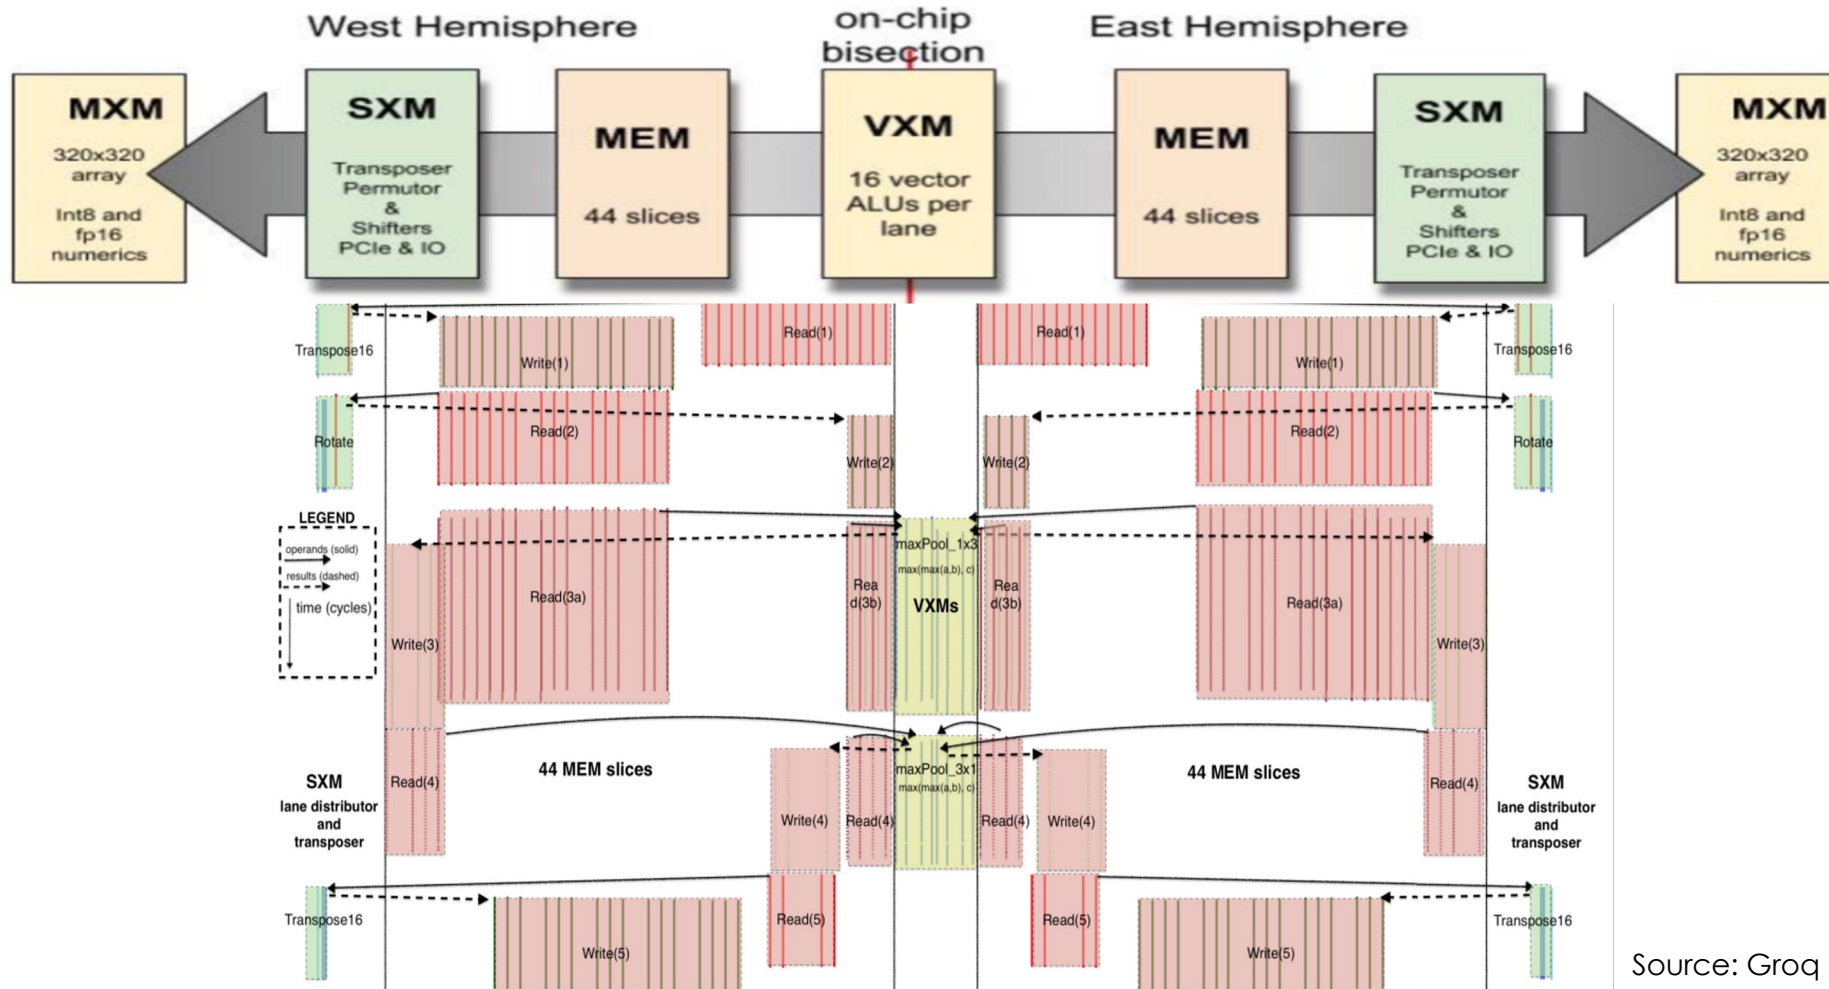 West Hemisphere
on-chip
bisection
East Hemisphere
MXM
320x320
array
Int8 and
fp16
numerics
SXM
Transposer
Permutor
&
Shifters
PCIe & IO
MEM
44 slices
VXM
16 vector
ALUs per
lane
MEM
44 slices
SXM
Transposer
Permutor
&
Shifters
PCIe & IO
MXM
320x320
array
Int8 and
fp16
numerics
Transpose16
Write(1)
Read(1)
Read(1)
Write(1)
Transpose16
Rotate
Read(2)
Write(2)
Write(2)
Read(2)
Rotate
LEGEND
operands (solid)
results (dashed)
time (cycles)
Write(3)
Read(3a)
Rea
d(3b)
maxPool_1x3
max(max(a,b), c)
VXMs
Rea
d(3b)
Read(3a)
Write(3)
SXM
lane distributor
and
transposer
Read(4)
44 MEM slices
Write(4)
Read(4)
maxPool_3x1
max(max(a,b), c)
Read(4)
Write(4)
44 MEM slices
Read(4)
SXM
lane distributor
and
transposer
Transpose16
Write(5)
Read(5)
Read(5)
Write(5)
Transpose16
Source: Groq